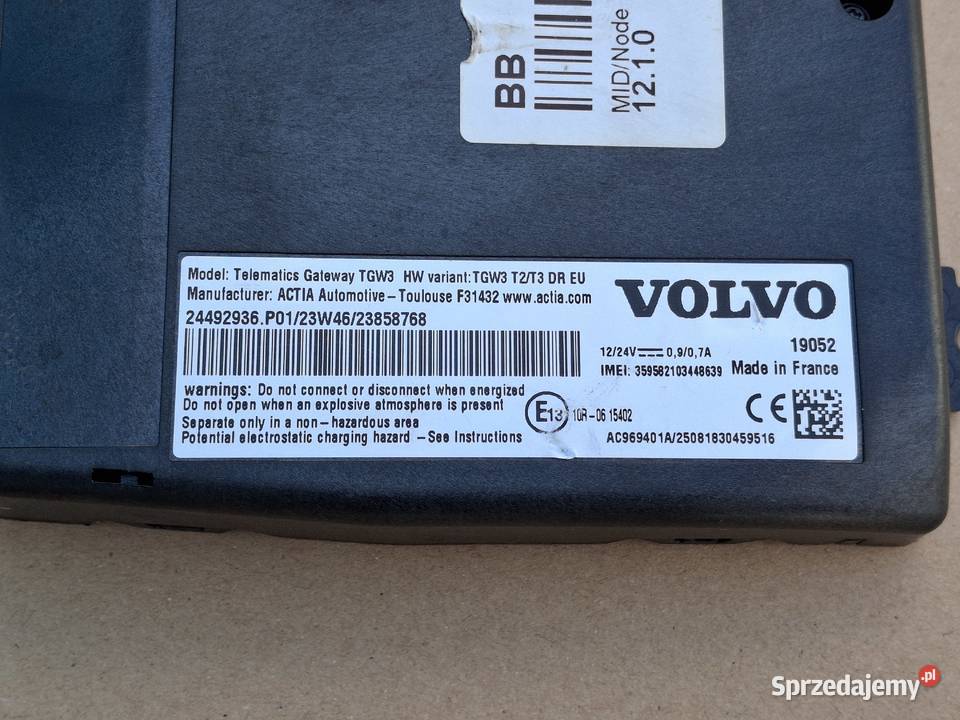 BB
MID/Node
12.1.0
Model: Telematics Gateway TGW3 HW variant: TGW3 T2/T3 DR EU
Manufacturer: ACTIA Automotive – Toulouse F31432 www.actia.com
24492936.P01/23W46/23858768
VOLVO
19052
12/24V 0,9/0,7A
IMEI: 359582103448639 Made in France
warnings: Do not connect or disconnect when energized
Do not open when an explosive atmosphere is present
Separate only in a non – hazardous area
Potential electrostatic charging hazard – See Instructions
E13 10R-06 15402
CE
AC969401A/25081830459516
Sprzedajemy.pl